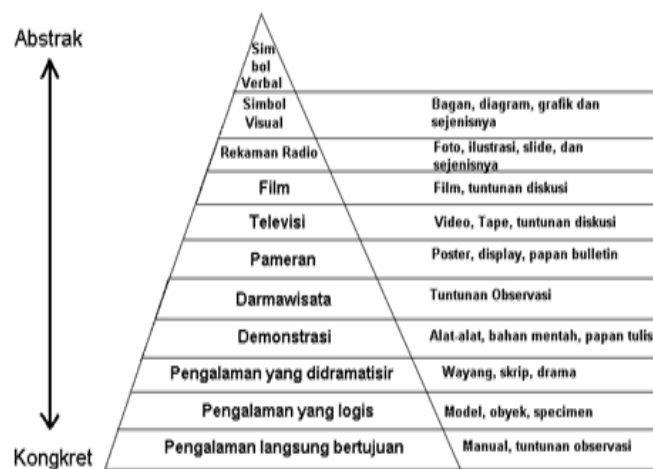 Abstrak
Sim
bol
Verbal
Simbol
Visual
Bagan, diagram, grafik dan
sejenisnya
Rekaman Radio
Foto, ilustrasi, slide, dan
sejenisnya
Film
Film, tuntunan diskusi
Televisi
Video, Tape, tuntunan diskusi
Pameran
Poster, display, papan bulletin
Darmawisata
Tuntunan Observasi
Demonstrasi
Alat-alat, bahan mentah, papan tulis
Pengalaman yang didramatisir
Wayang, skrip, drama
Pengalaman yang logis
Model, obyek, specimen
Pengalaman langsung bertujuan
Manual, tuntunan observasi
Kongkret